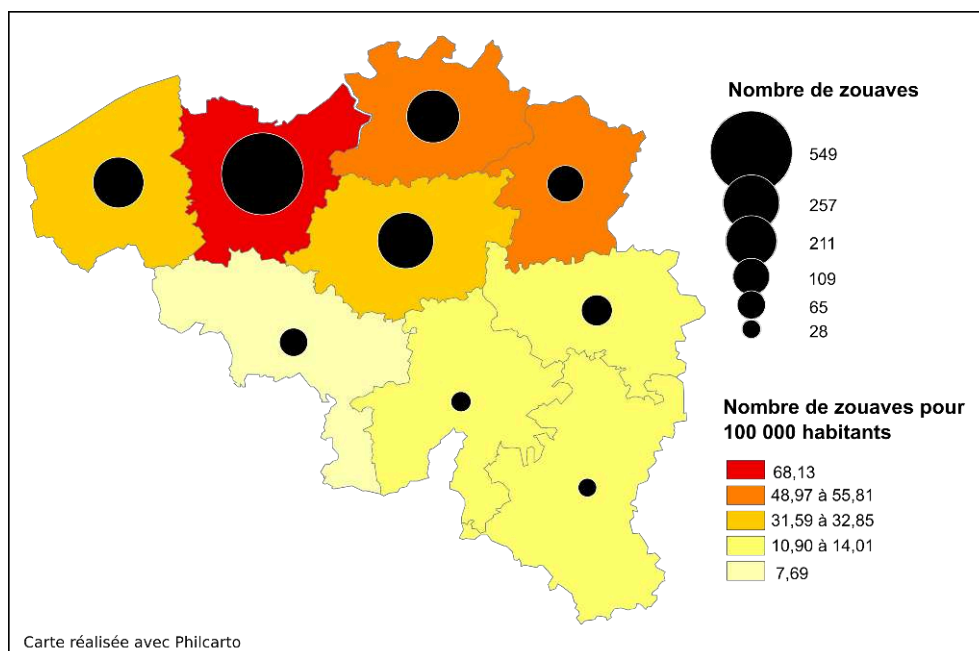 Nombre de zouaves
549
257
211
109
65
28
Nombre de zouaves pour
100 000 habitants
68,13
48,97 à 55,81
31,59 à 32,85
10,90 à 14,01
7,69
Carte réalisée avec Philcarto